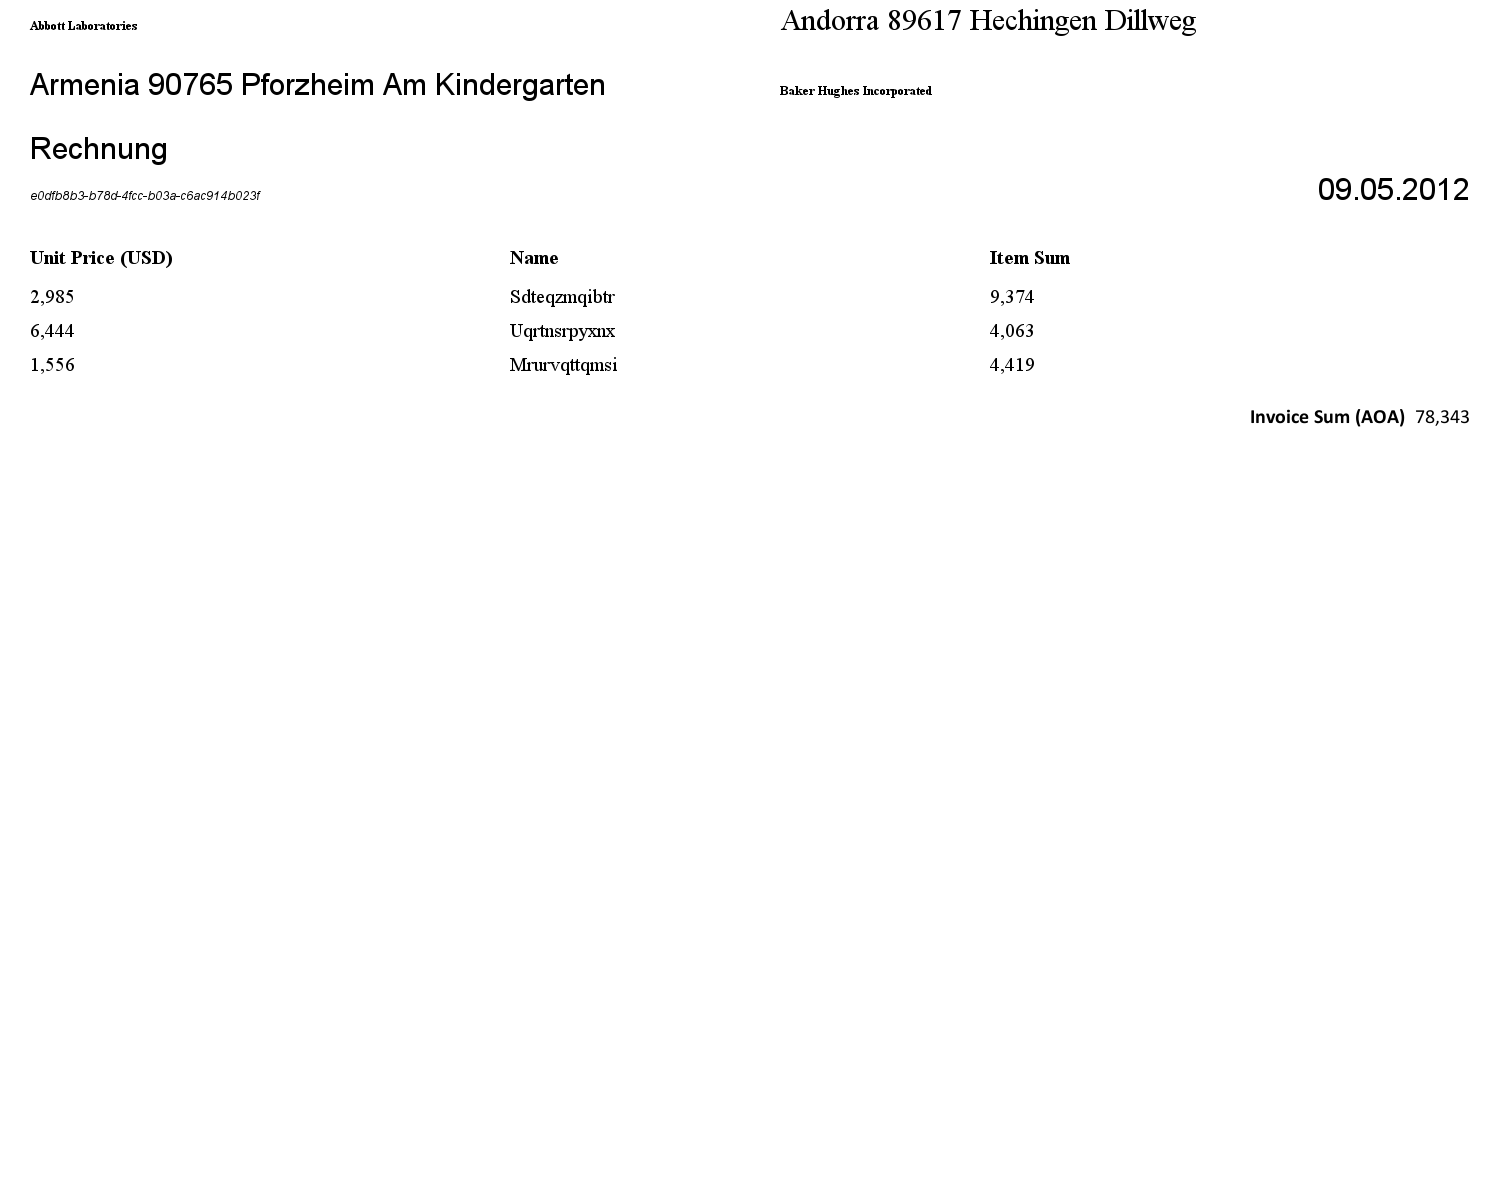 Abbott Laboratories
Armenia 90765 Pforzheim Am Kindergarten
Andorra 89617 Hechingen Dillweg
Baker Hughes Incorporated
Rechnung
e0dfb8b3-b78d-4fcc-b03a-c6ac914b023f
09.05.2012
Unit Price (USD) Name Item Sum
2,985 Sdteqzmqibtr 9,374
6,444 Uqrtnsrpyxnx 4,063
1,556 Mrurvqttqmsi 4,419
Invoice Sum (AOA) 78,343